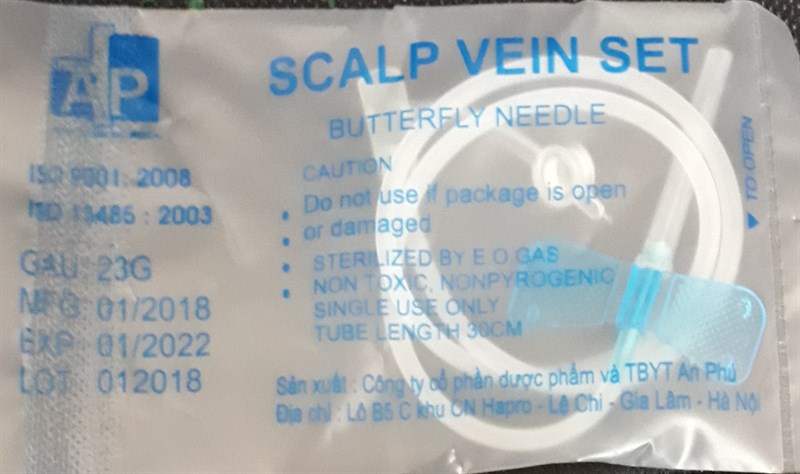 AP
SCALP VEIN SET
BUTTERFLY NEEDLE
TO OPEN
ISO 9001: 2008
ISO 13485 : 2003
GAU 23G
MFG 01/2018
EXP 01/2022
LOT 012018
CAUTION
• Do not use if package is open
• or damaged
• STERILIZED BY E O GAS
• NON TOXIC, NONPYROGENIC
SINGLE USE ONLY
TUBE LENGTH 30CM
Sản xuất : Công ty cổ phần dược phẩm và TBYT An Phú
Địa chỉ : Lô B5 C khu CN Hapro - Lệ Chi - Gia Lâm - Hà Nội